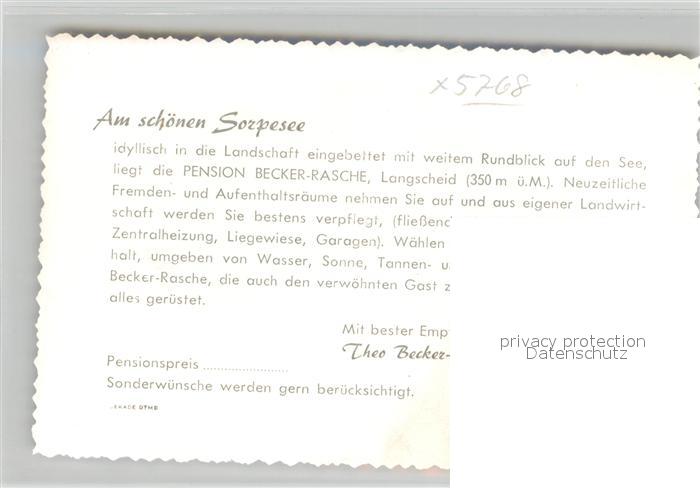 x5768
Am schönen Sorpesee
idyllisch in die Landschaft eingebettet mit weitem Rundblick auf den See,
liegt die PENSION BECKER-RASCHE, Langscheid (350 m ü.M.). Neuzeitliche
Fremden- und Aufenthaltsräume nehmen Sie auf und aus eigener Landwirt-
schaft werden Sie bestens verpflegt, (fließend
Zentralheizung, Liegewiese, Garagen). Wählen
halt, umgeben von Wasser, Sonne, Tannen-
Becker-Rasche, die auch den verwöhnten Gast
alles gerüstet.
Mit bester Emp
Theo Becker-
Pensionspreis ........................
Sonderwünsche werden gern berücksichtigt.
privacy protection
Datenschutz